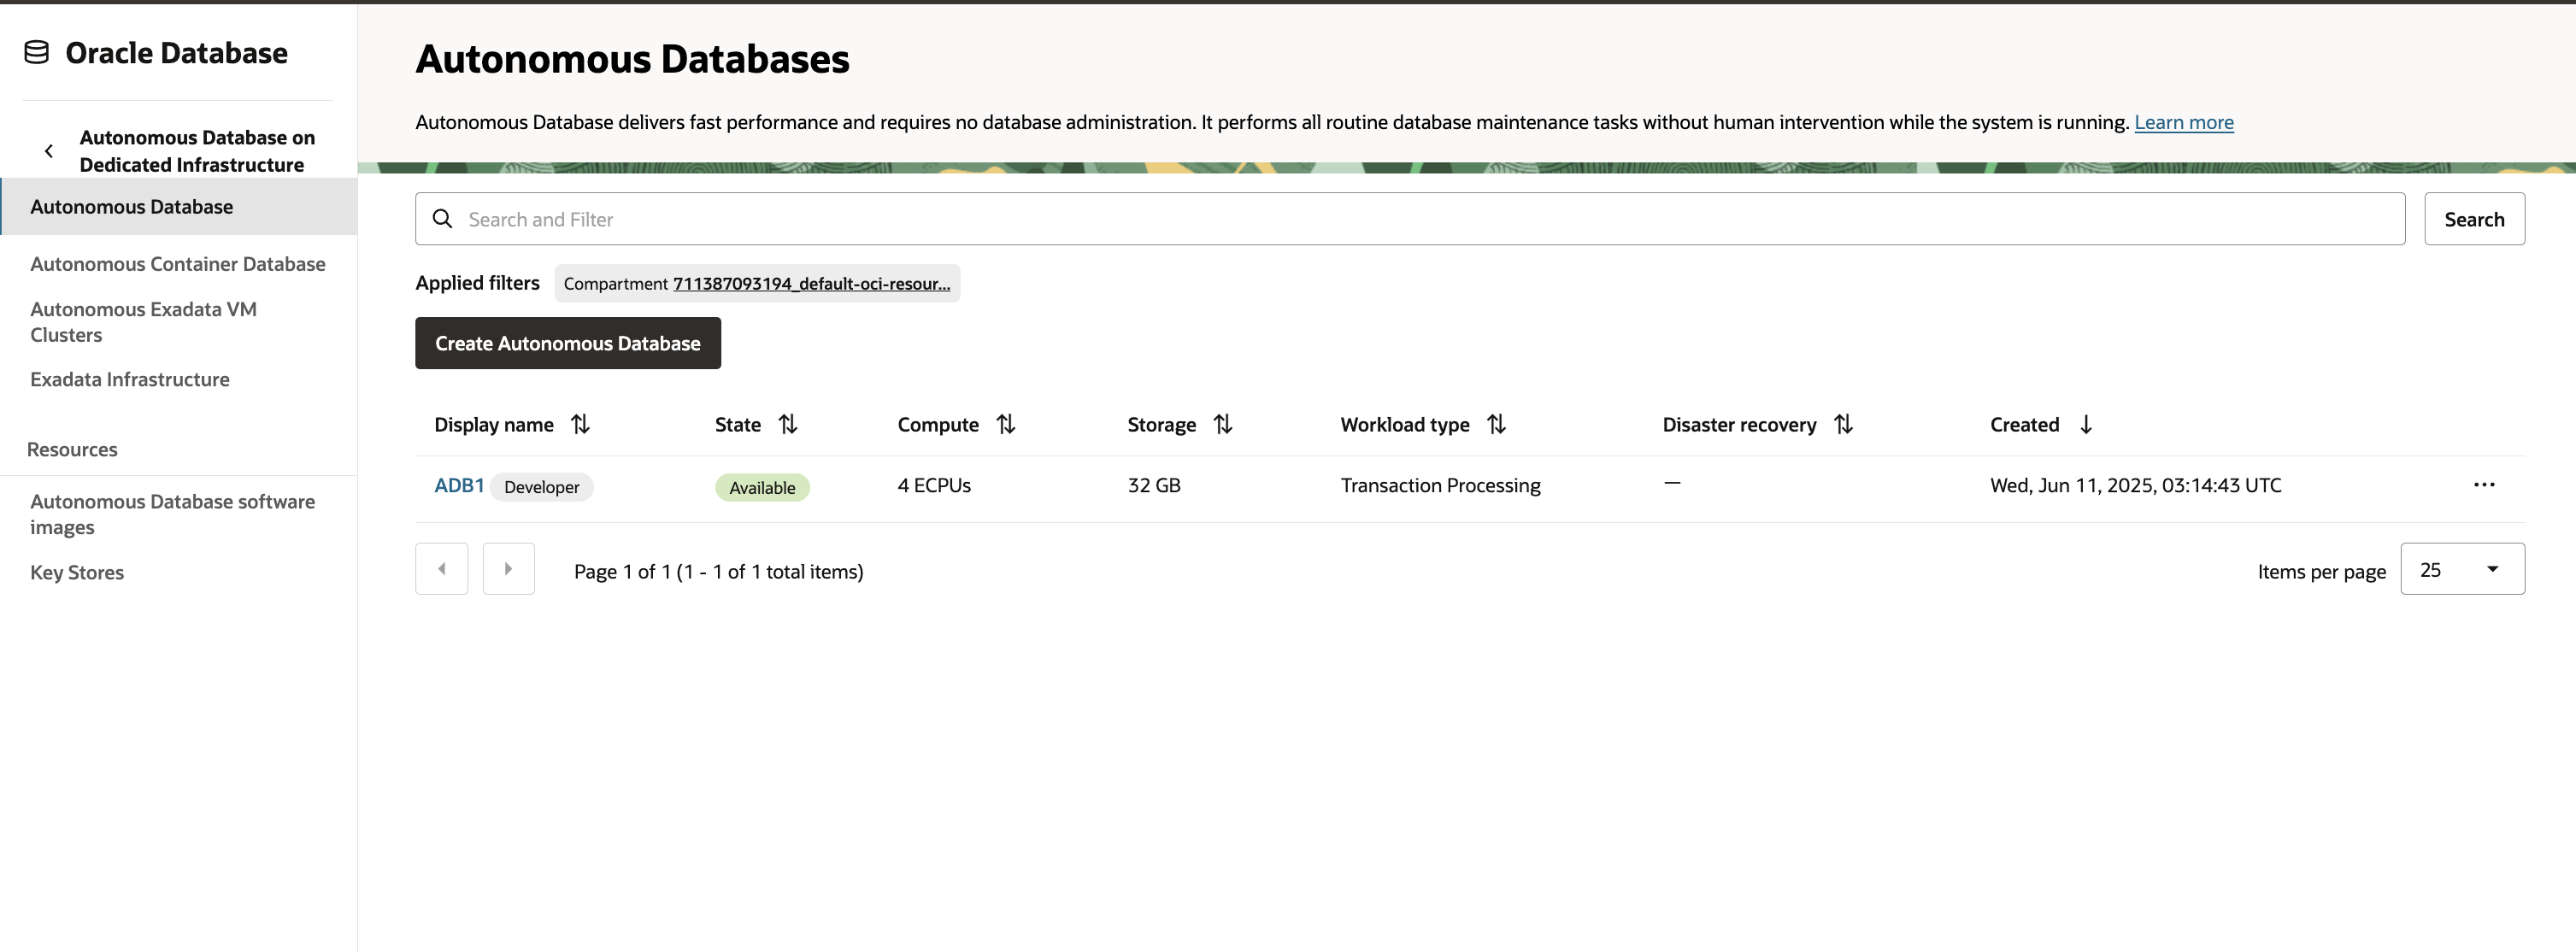 Oracle Database
Autonomous Database on
Dedicated Infrastructure
Autonomous Database
Autonomous Container Database
Autonomous Exadata VM
Clusters
Exadata Infrastructure
Resources
Autonomous Database software
images
Key Stores
Autonomous Databases
Autonomous Database delivers fast performance and requires no database administration. It performs all routine database maintenance tasks without human intervention while the system is running. Learn more
Search and Filter
Search
Applied filters Compartment 711387093194_default-oci-resour...
Create Autonomous Database
Display name State Compute Storage Workload type Disaster recovery Created
ADB1 Developer Available 4 ECPUs 32 GB Transaction Processing — Wed, Jun 11, 2025, 03:14:43 UTC
Page 1 of 1 (1 - 1 of 1 total items) Items per page 25